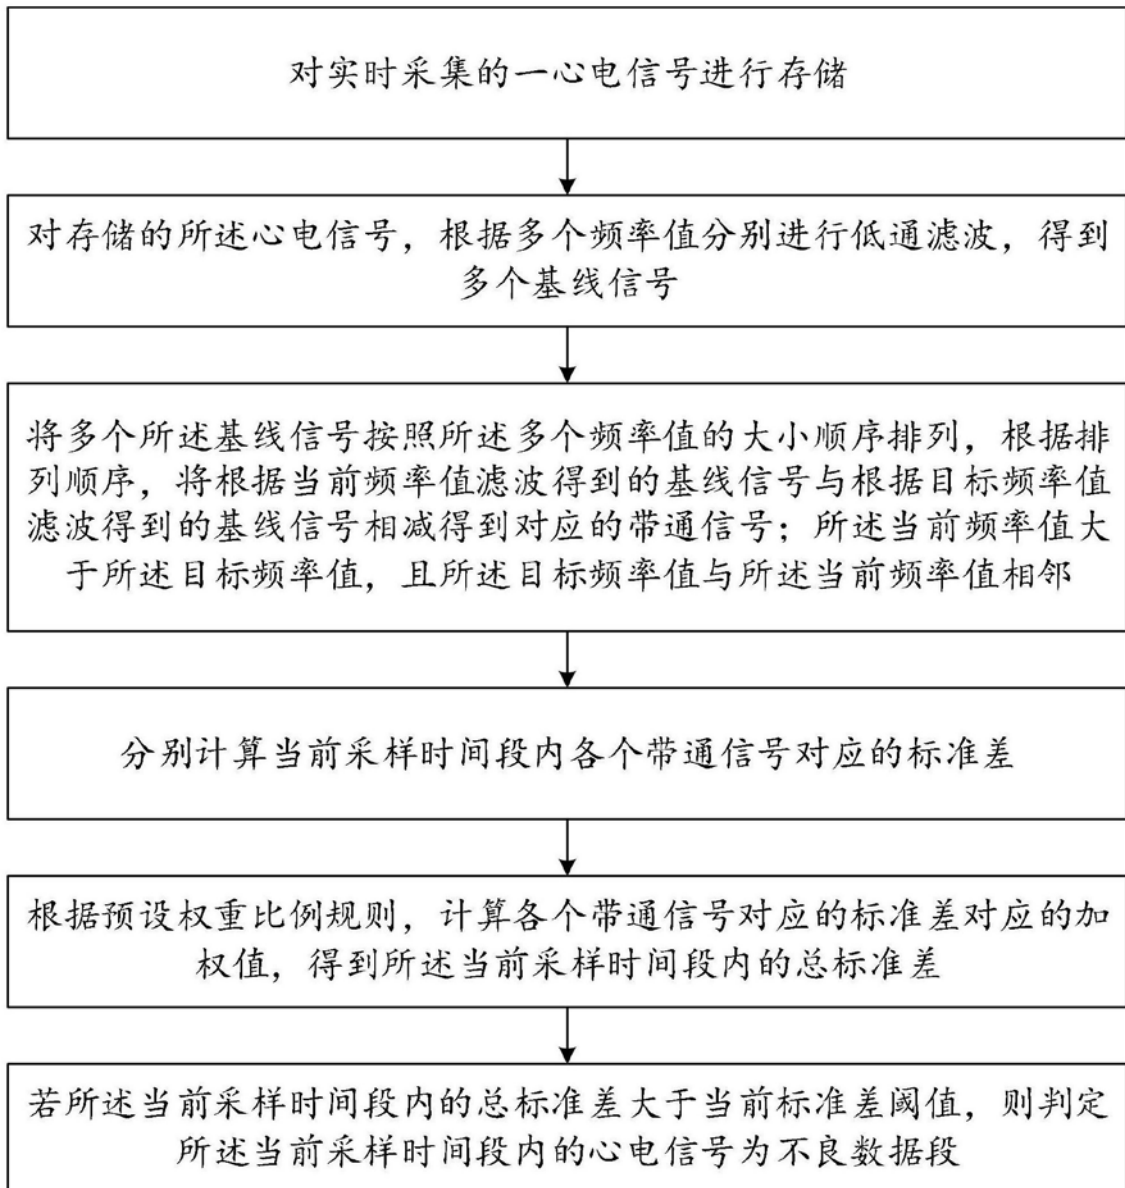 对实时采集的一心电信号进行存储
对存储的所述心电信号，根据多个频率值分别进行低通滤波，得到
多个基线信号
将多个所述基线信号按照所述多个频率值的大小顺序排列，根据排
列顺序，将根据当前频率值滤波得到的基线信号与根据目标频率值
滤波得到的基线信号相减得到对应的带通信号；所述当前频率值大
于所述目标频率值，且所述目标频率值与所述当前频率值相邻
分别计算当前采样时间段内各个带通信号对应的标准差
根据预设权重比例规则，计算各个带通信号对应的标准差对应的加
权值，得到所述当前采样时间段内的总标准差
若所述当前采样时间段内的总标准差大于当前标准差阈值，则判定
所述当前采样时间段内的心电信号为不良数据段